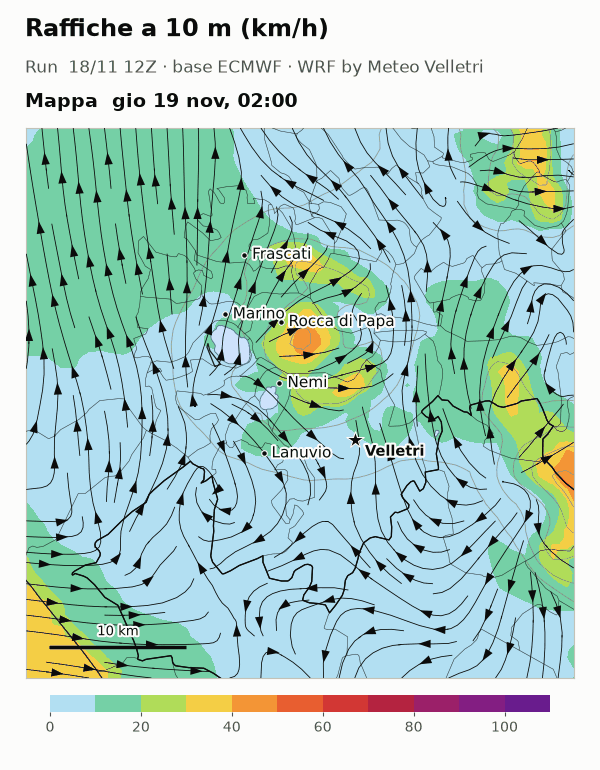 Raffiche a 10 m (km/h)
Run  18/11 12Z · base ECMWF · WRF by Meteo Velletri
Mappa  gio 19 nov, 02:00
Frascati
Marino
Rocca di Papa
Nemi
Velletri
Lanuvio
10 km
0 20 40 60 80 100